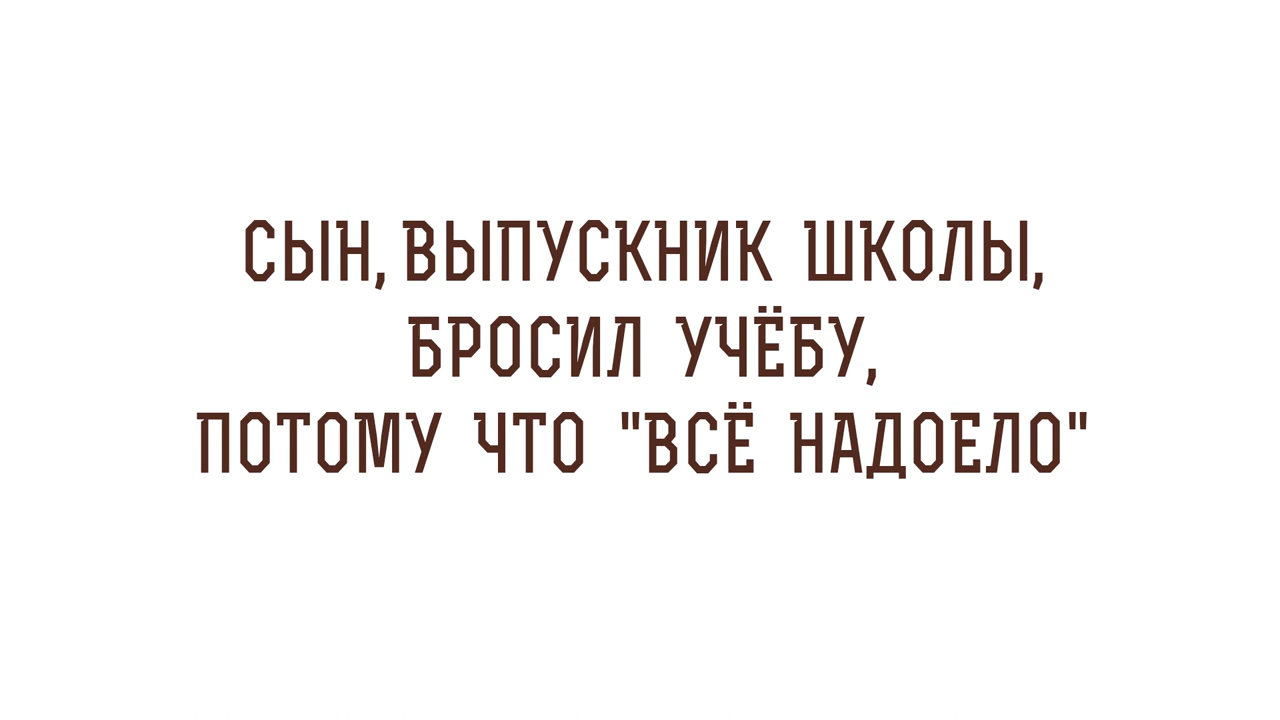 СЫН, ВЫПУСКНИК ШКОЛЫ,
БРОСИЛ УЧЁБУ,
ПОТОМУ ЧТО "ВСЁ НАДОЕЛО"